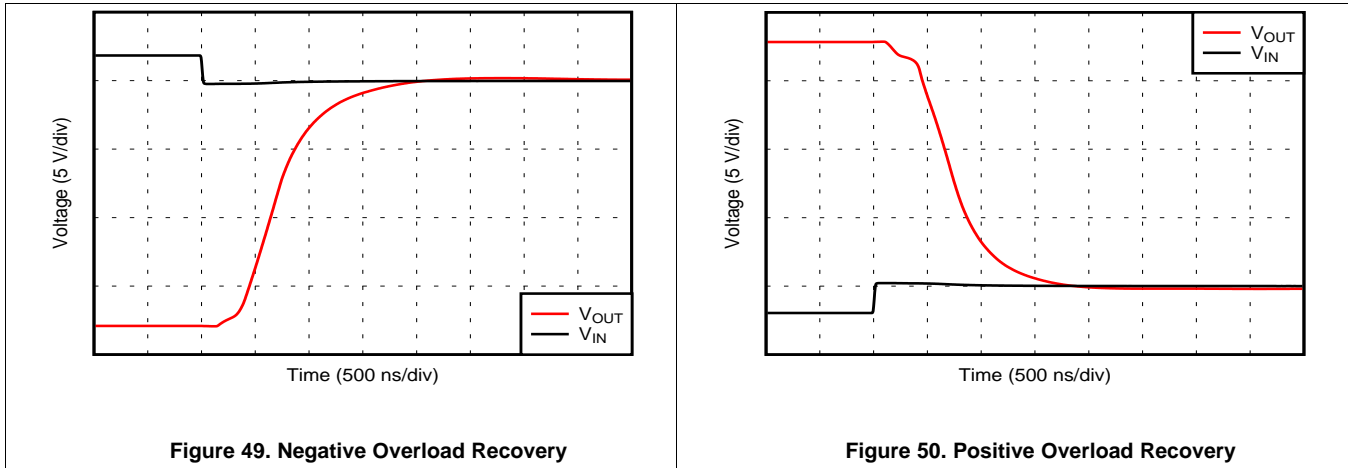 Voltage (5 V/div)
VOUT
VIN
Time (500 ns/div)
Figure 49. Negative Overload Recovery
Voltage (5 V/div)
VOUT
VIN
Time (500 ns/div)
Figure 50. Positive Overload Recovery